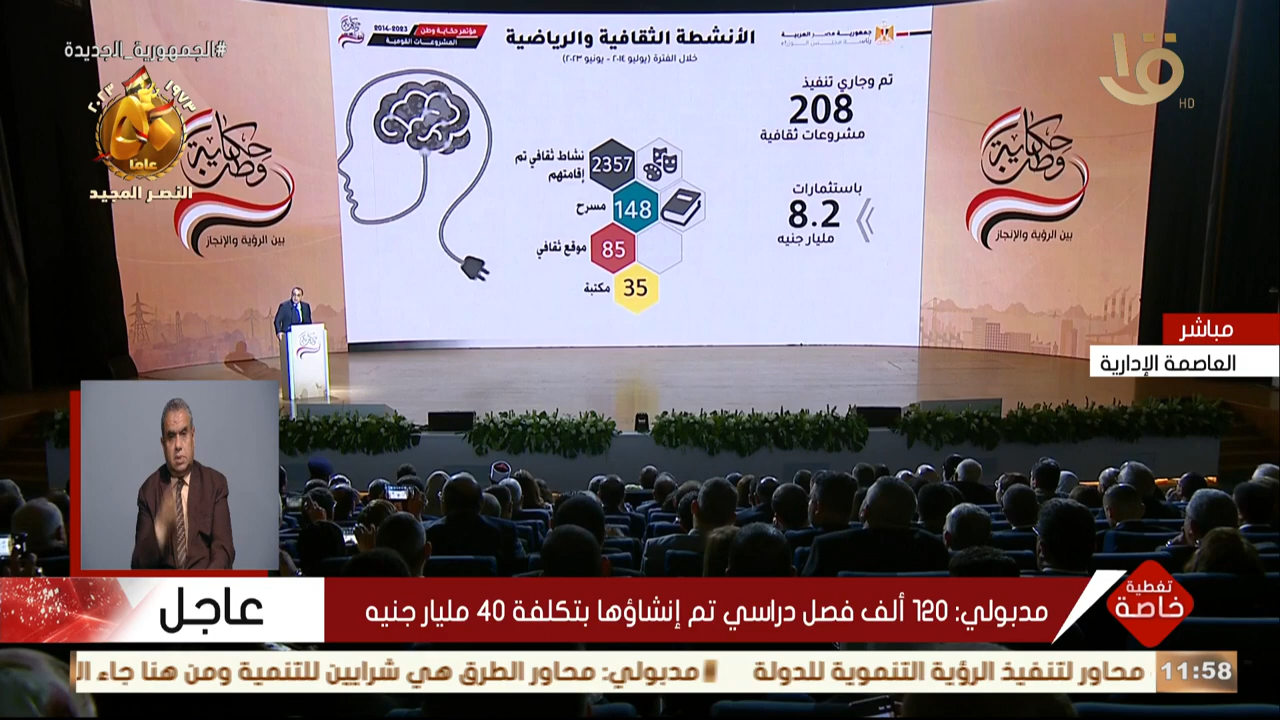 #الجمهورية_الجديدة
٢٠٢٣
١٩٧٣
٥٠
عاما
النصر المجيد
HD
حكاية وطن
بين الرؤية والإنجاز
مؤتمر حكاية وطن 2014-2023
المشروعات القومية
جمهورية مصر العربية
رئاسة مجلس الوزراء
الأنشطة الثقافية والرياضية
خلال الفترة (يوليو ٢٠١٤ - يونيو ٢٠٢٣)
تم وجاري تنفيذ
208
مشروعات ثقافية
باستثمارات
8.2
مليار جنيه
2357
نشاط ثقافي تم
إقامتهم
148
مسرح
85
موقع ثقافي
35
مكتبة
حكاية وطن
بين الرؤية والإنجاز
مباشر
العاصمة الإدارية
تغطية
خاصة
مدبولي: 120 ألف فصل دراسي تم إنشاؤها بتكلفة 40 مليار جنيه
عاجل
11:58
محاور لتنفيذ الرؤية التنموية للدولة
مدبولي: محاور الطرق هي شرايين للتنمية ومن هنا جاء ال